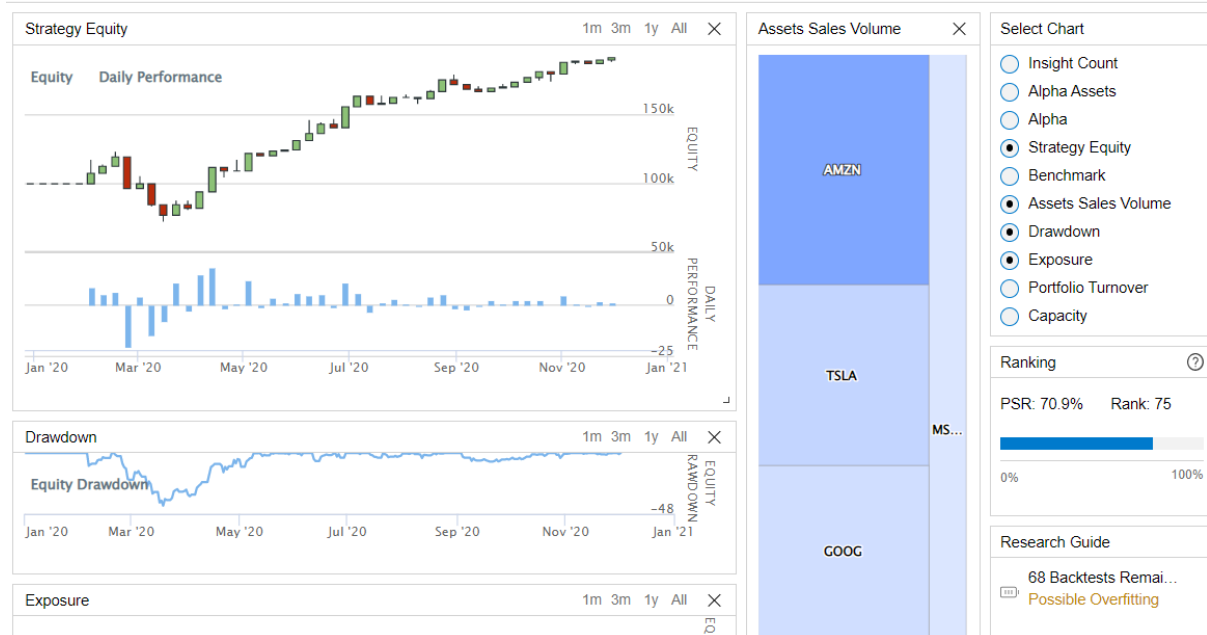 Strategy Equity
1m 3m 1y All
Equity Daily Performance
150k
100k
50k
EQUITY
0
-25
DAILY
PERFORMANCE
Jan '20 Mar '20 May '20 Jul '20 Sep '20 Nov '20 Jan '21
Drawdown
1m 3m 1y All
Equity Drawdown
-48
EQUITY
RAWDOWN
Jan '20 Mar '20 May '20 Jul '20 Sep '20 Nov '20 Jan '21
Exposure
1m 3m 1y All
EQ
Assets Sales Volume
AMZN
TSLA
MS...
GOOG
Select Chart
Insight Count
Alpha Assets
Alpha
Strategy Equity
Benchmark
Assets Sales Volume
Drawdown
Exposure
Portfolio Turnover
Capacity
Ranking
?
PSR: 70.9% Rank: 75
0% 100%
Research Guide
68 Backtests Remai...
Possible Overfitting